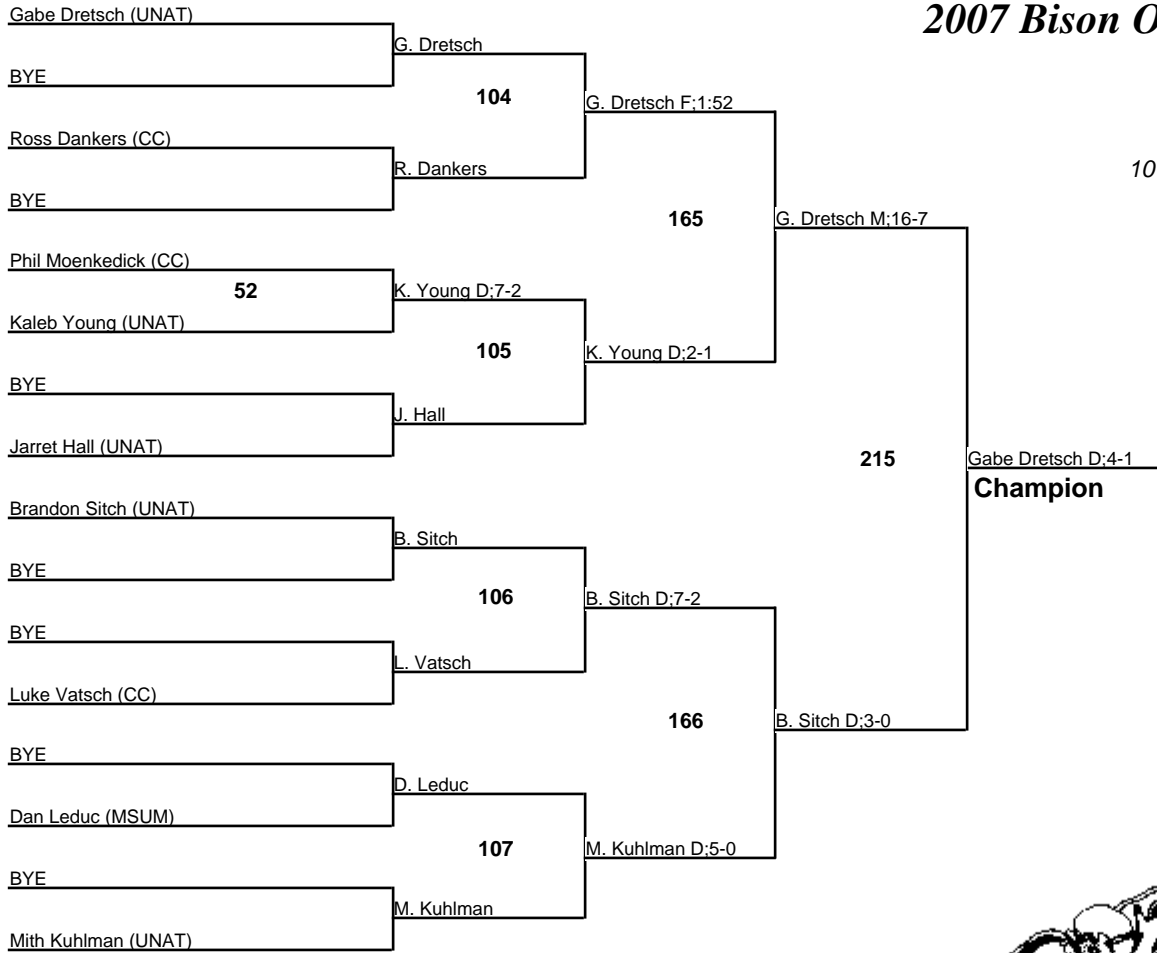 2007 Bison O
10
Gabe Dretsch (UNAT)
BYE
Ross Dankers (CC)
BYE
Phil Moenkedick (CC)
52
Kaleb Young (UNAT)
BYE
Jarret Hall (UNAT)
Brandon Sitch (UNAT)
BYE
BYE
Luke Vatsch (CC)
BYE
Dan Leduc (MSUM)
BYE
Mith Kuhlman (UNAT)
G. Dretsch
104
R. Dankers
K. Young D;7-2
105
J. Hall
B. Sitch
106
L. Vatsch
D. Leduc
107
M. Kuhlman
G. Dretsch F;1:52
165
K. Young D;2-1
B. Sitch D;7-2
166
M. Kuhlman D;5-0
G. Dretsch M;16-7
215
B. Sitch D;3-0
Gabe Dretsch D;4-1
Champion